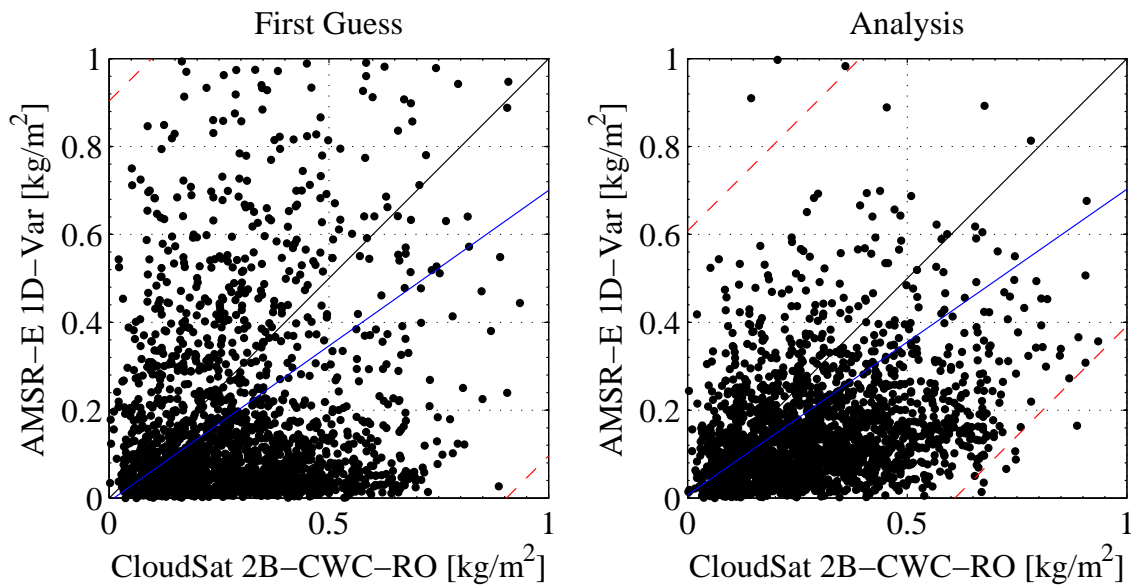 First Guess
AMSR−E 1D−Var [kg/m²]
1
0.8
0.6
0.4
0.2
0
0 0.5 1
CloudSat 2B−CWC−RO [kg/m²]
Analysis
AMSR−E 1D−Var [kg/m²]
1
0.8
0.6
0.4
0.2
0
0 0.5 1
CloudSat 2B−CWC−RO [kg/m²]